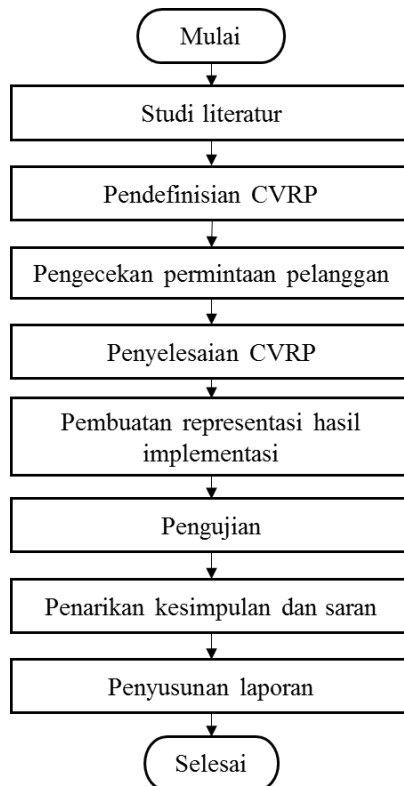 Mulai
Studi literatur
Pendefinisian CVRP
Pengecekan permintaan pelanggan
Penyelesaian CVRP
Pembuatan representasi hasil
implementasi
Pengujian
Penarikan kesimpulan dan saran
Penyusunan laporan
Selesai